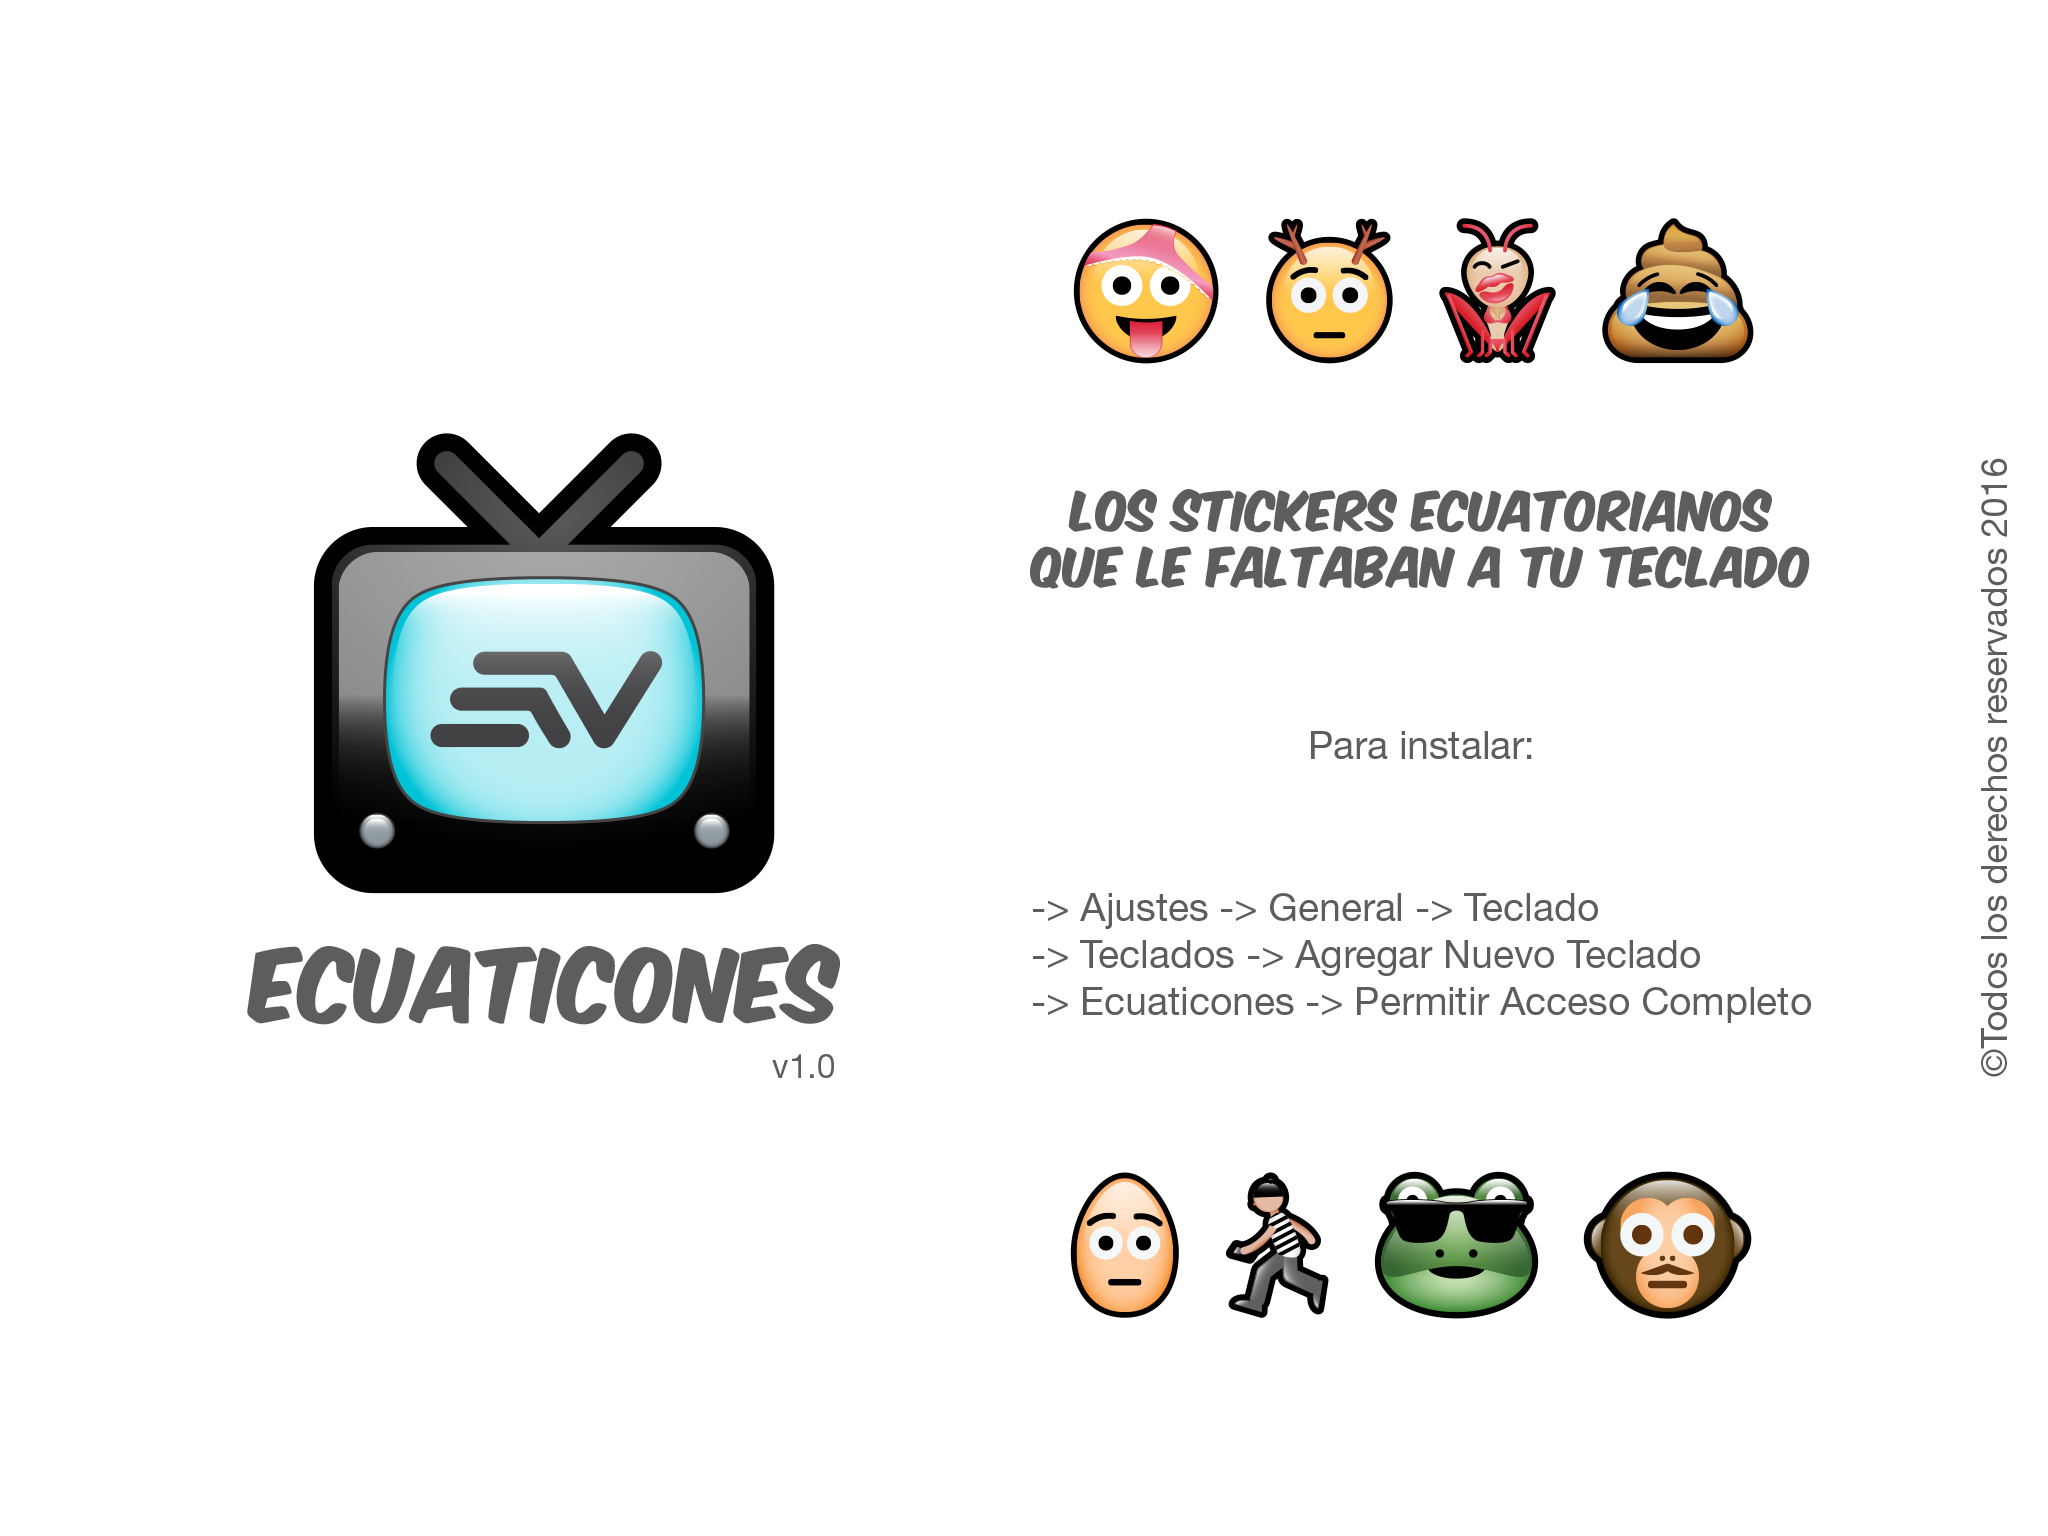 ECUATICONES
v1.0
LOS STICKERS ECUATORIANOS
QUE LE FALTABAN A TU TECLADO
Para instalar:
-> Ajustes -> General -> Teclado
-> Teclados -> Agregar Nuevo Teclado
-> Ecuaticones -> Permitir Acceso Completo
©Todos los derechos reservados 2016